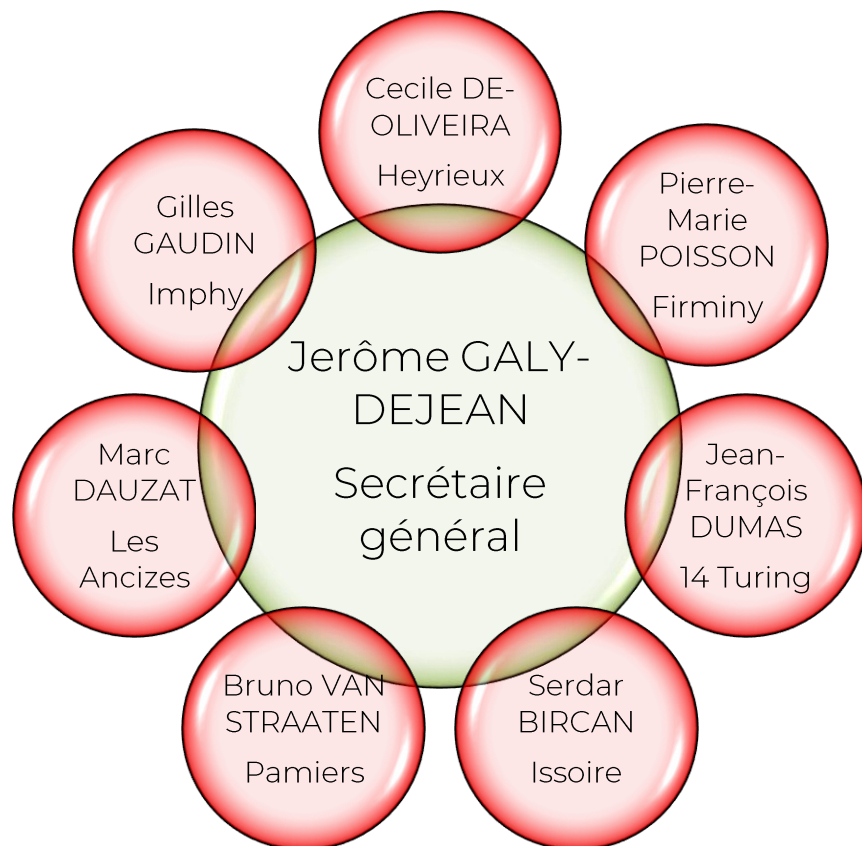 Cecile DE-
OLIVEIRA
Heyrieux
Pierre-
Marie
POISSON
Firminy
Gilles
GAUDIN
Imphy
Jerôme GALY-
DEJEAN
Secrétaire
général
Marc
DAUZAT
Les
Ancizes
Jean-
François
DUMAS
14 Turing
Bruno VAN
STRAATEN
Pamiers
Serdar
BIRCAN
Issoire